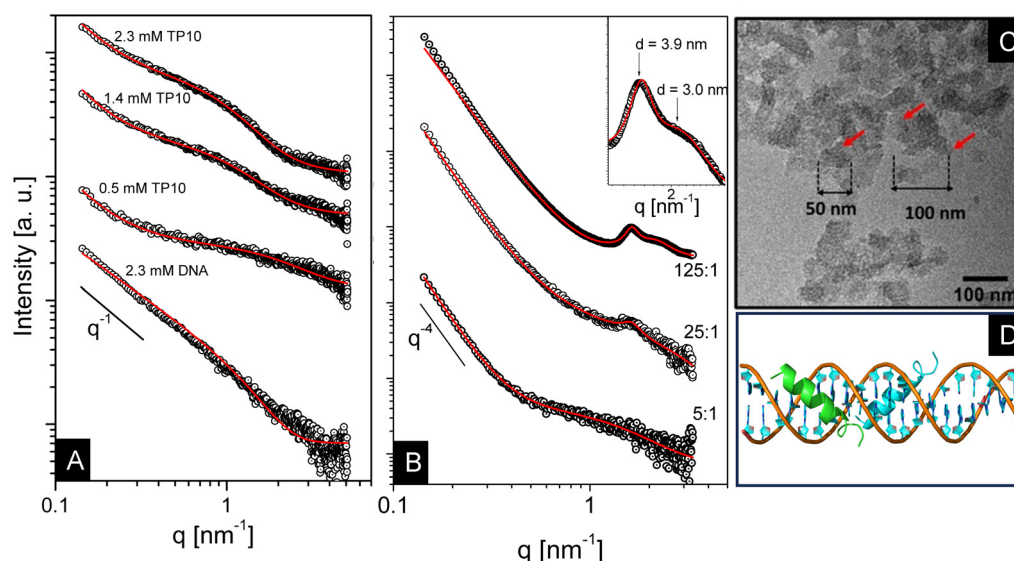 Intensity [a. u.]
2.3 mM TP10
1.4 mM TP10
0.5 mM TP10
2.3 mM DNA
q-1
A
0.1
1
q [nm-1]
d = 3.9 nm
d = 3.0 nm
2
q [nm-1]
125:1
25:1
5:1
q-4
B
0.1
1
q [nm-1]
C
50 nm
100 nm
100 nm
D